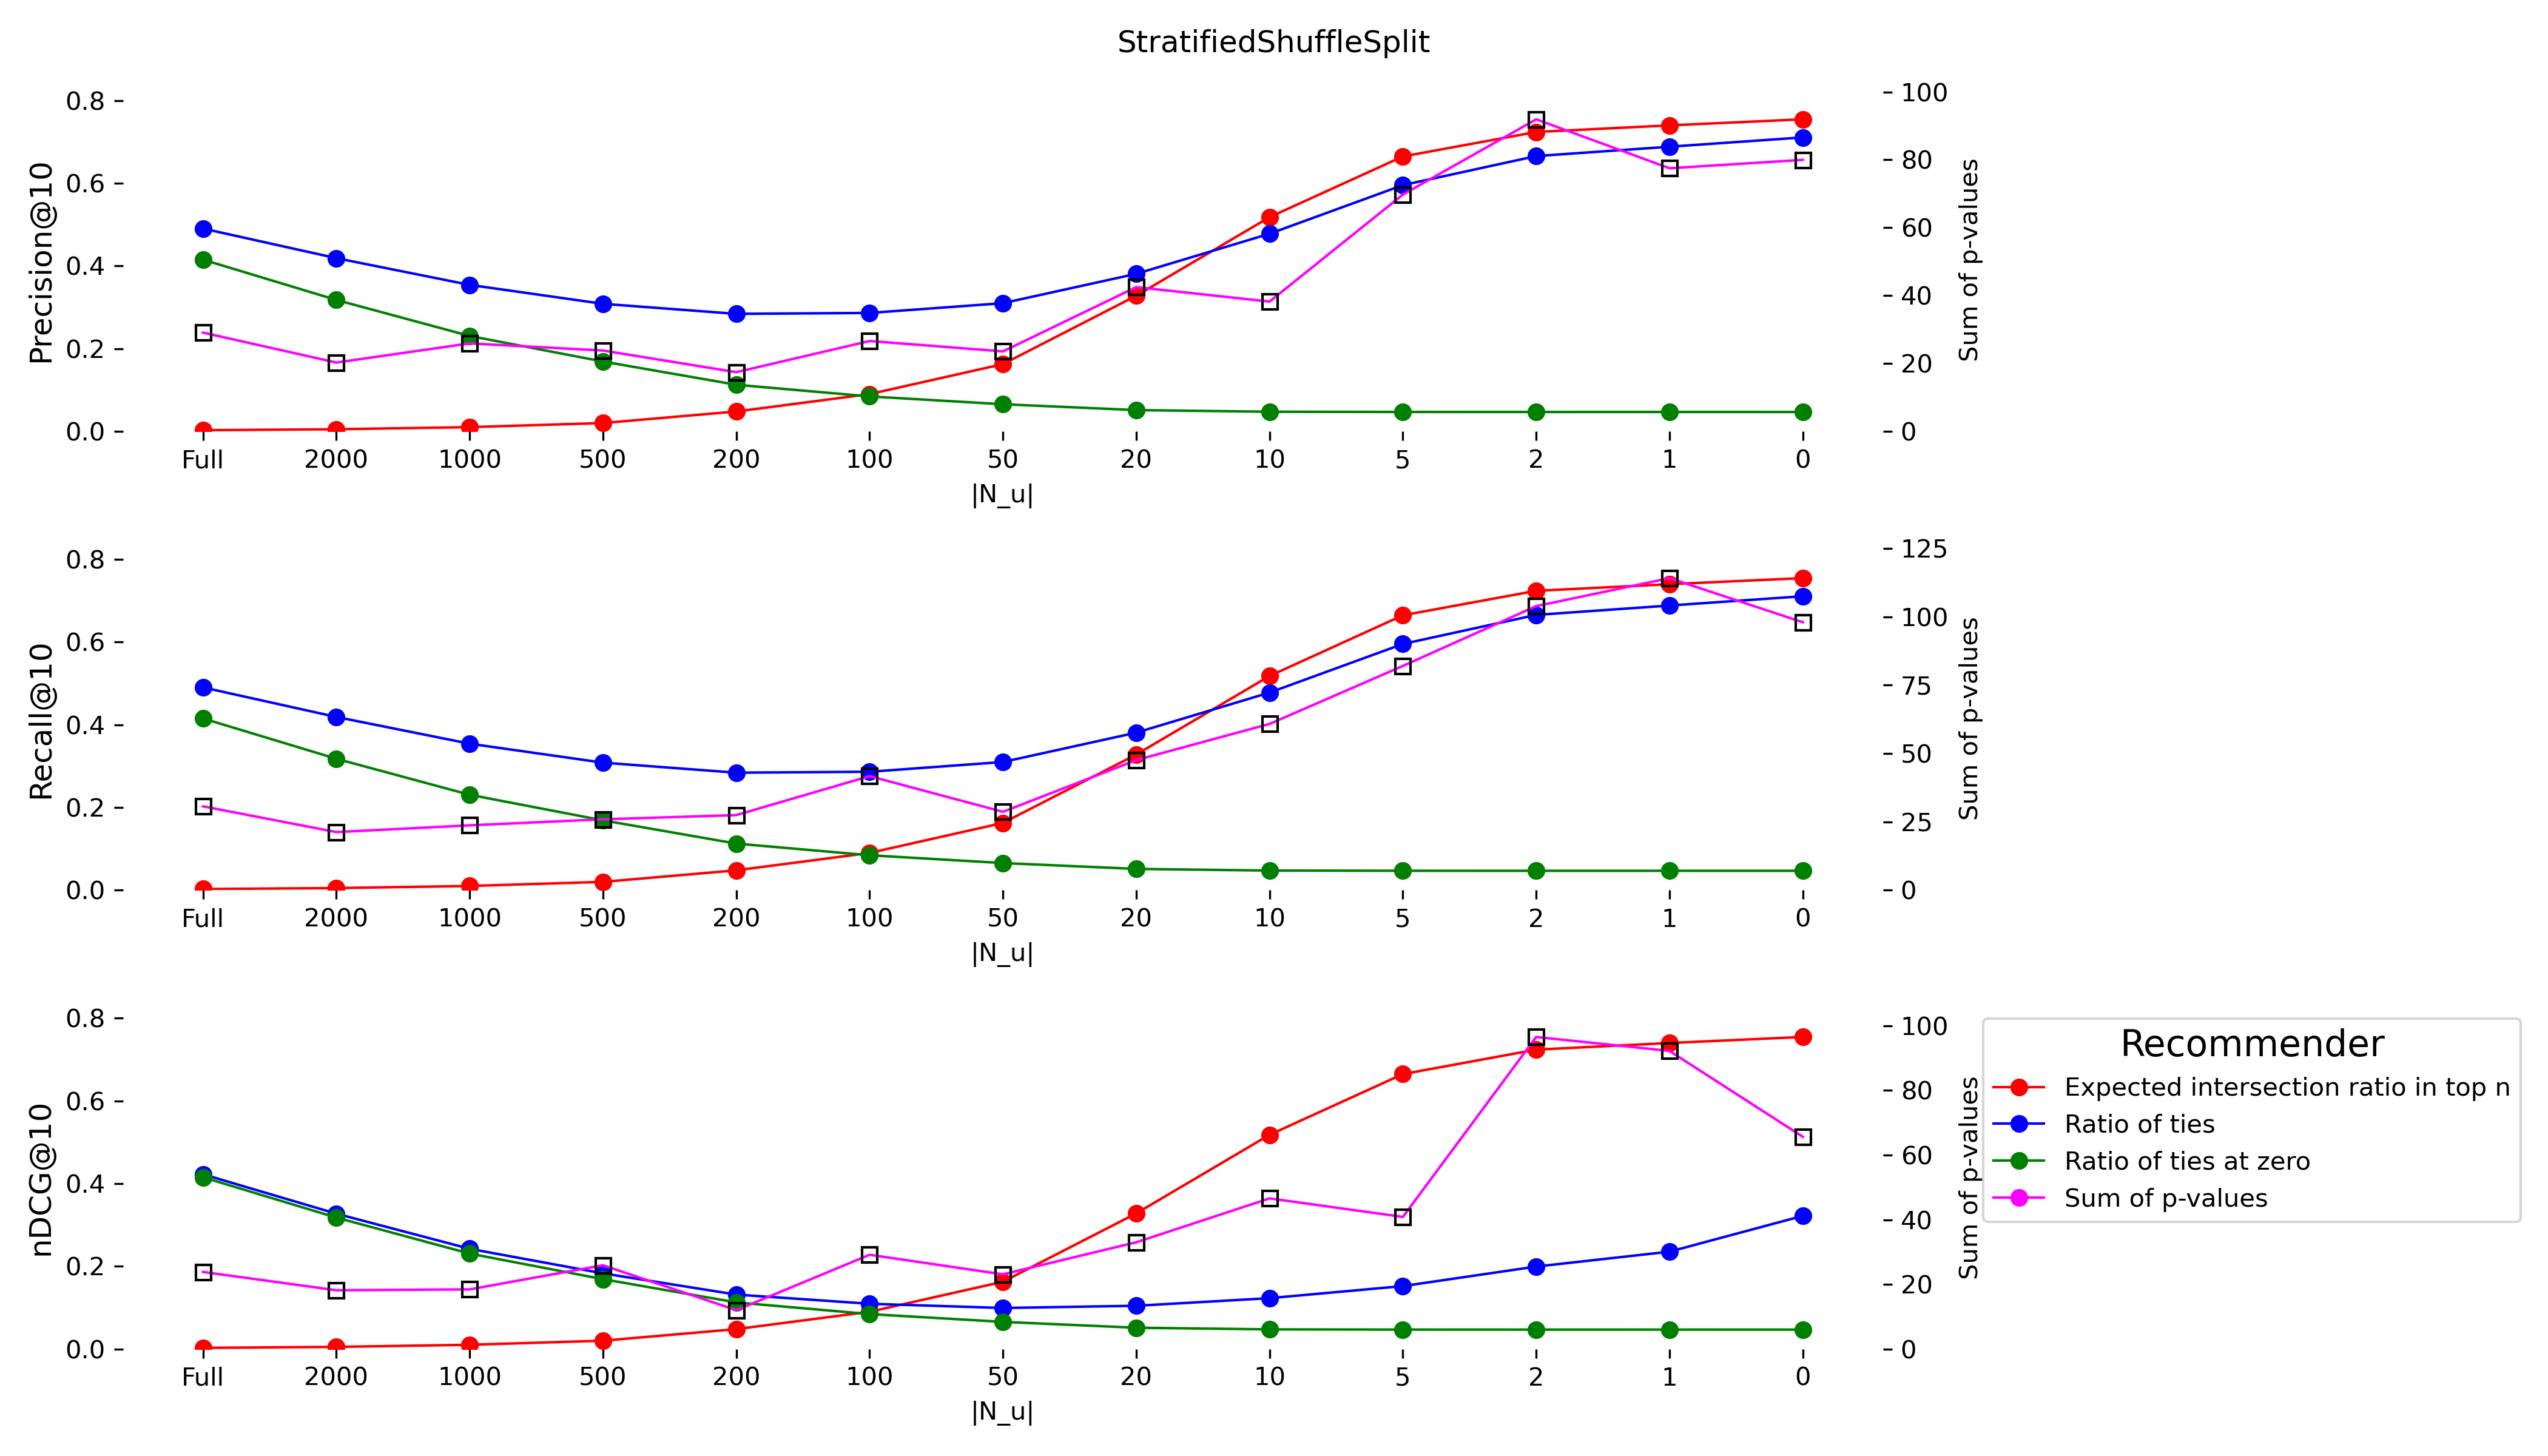 StratifiedShuffleSplit
Precision@10
0.8
0.6
0.4
0.2
0.0
100
80
60
40
20
0
Sum of p-values
Full 2000 1000 500 200 100 50 20 10 5 2 1 0
|N_u|
Recall@10
0.8
0.6
0.4
0.2
0.0
125
100
75
50
25
0
Sum of p-values
Full 2000 1000 500 200 100 50 20 10 5 2 1 0
|N_u|
nDCG@10
0.8
0.6
0.4
0.2
0.0
100
80
60
40
20
0
Sum of p-values
Full 2000 1000 500 200 100 50 20 10 5 2 1 0
|N_u|
Recommender
Expected intersection ratio in top n
Ratio of ties
Ratio of ties at zero
Sum of p-values